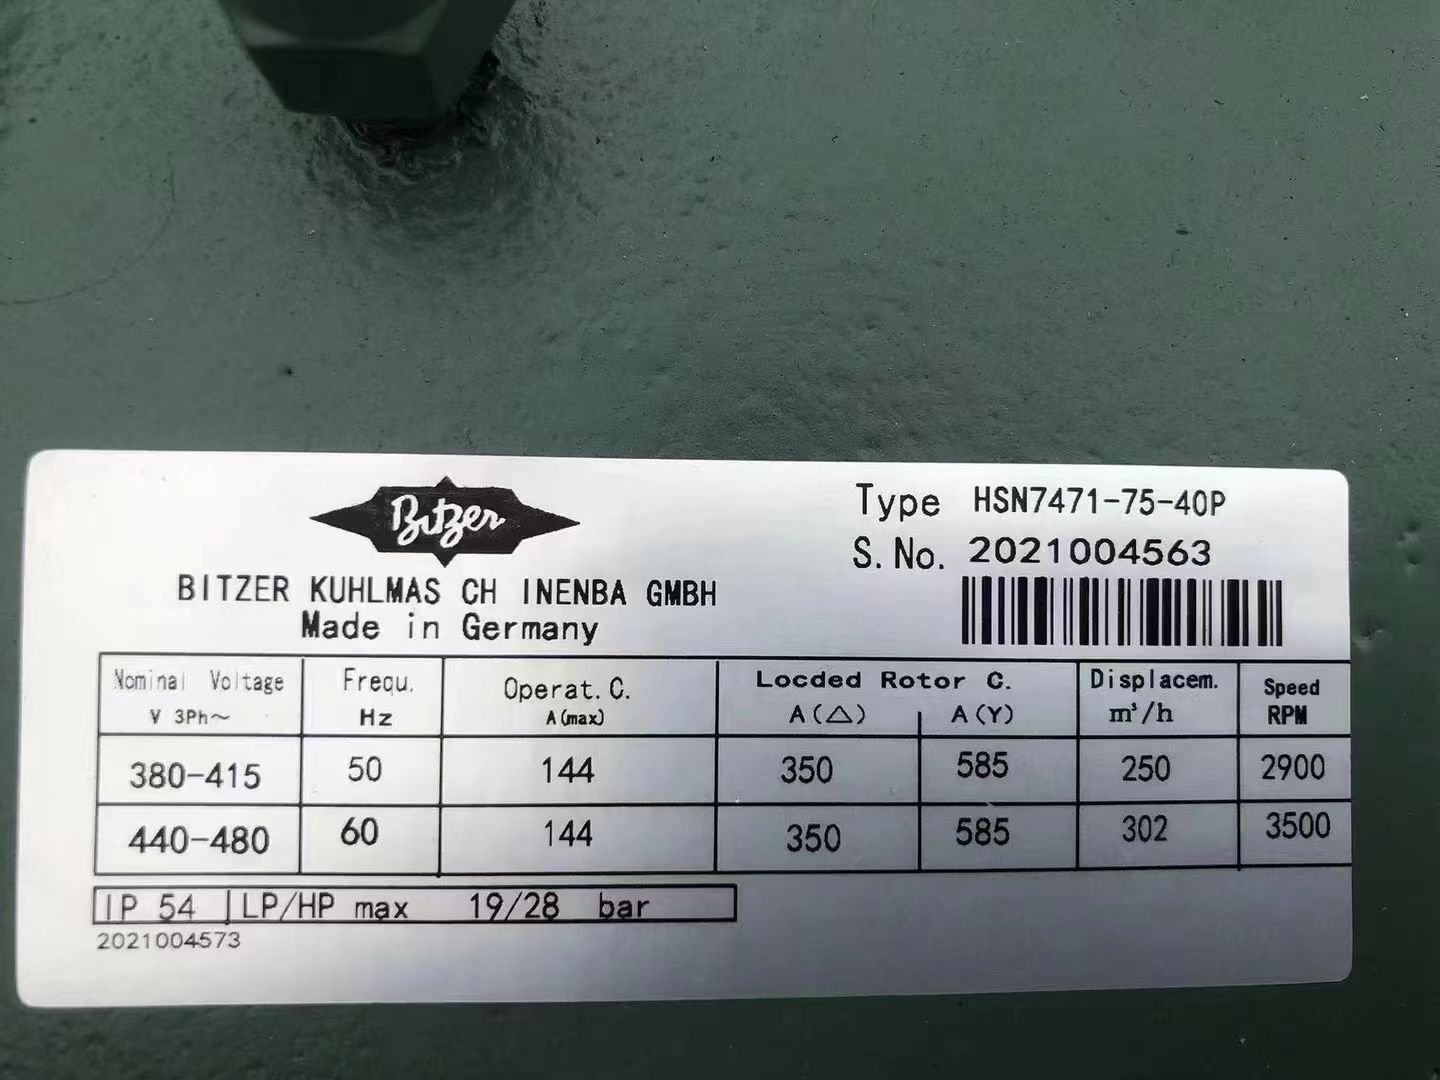 Bitzer
BITZER KUHLMAS CH INENBA GMBH
Made in Germany
Type HSN7471-75-40P
S.No. 2021004563
Nominal Voltage Frequ. Operat.C. Locded Rotor C. Displacem. Speed
V 3Ph~ Hz A(max) A(△) A(Y) m³/h RPM
380-415 50 144 350 585 250 2900
440-480 60 144 350 585 302 3500
IP 54 LP/HP max 19/28 bar
2021004573